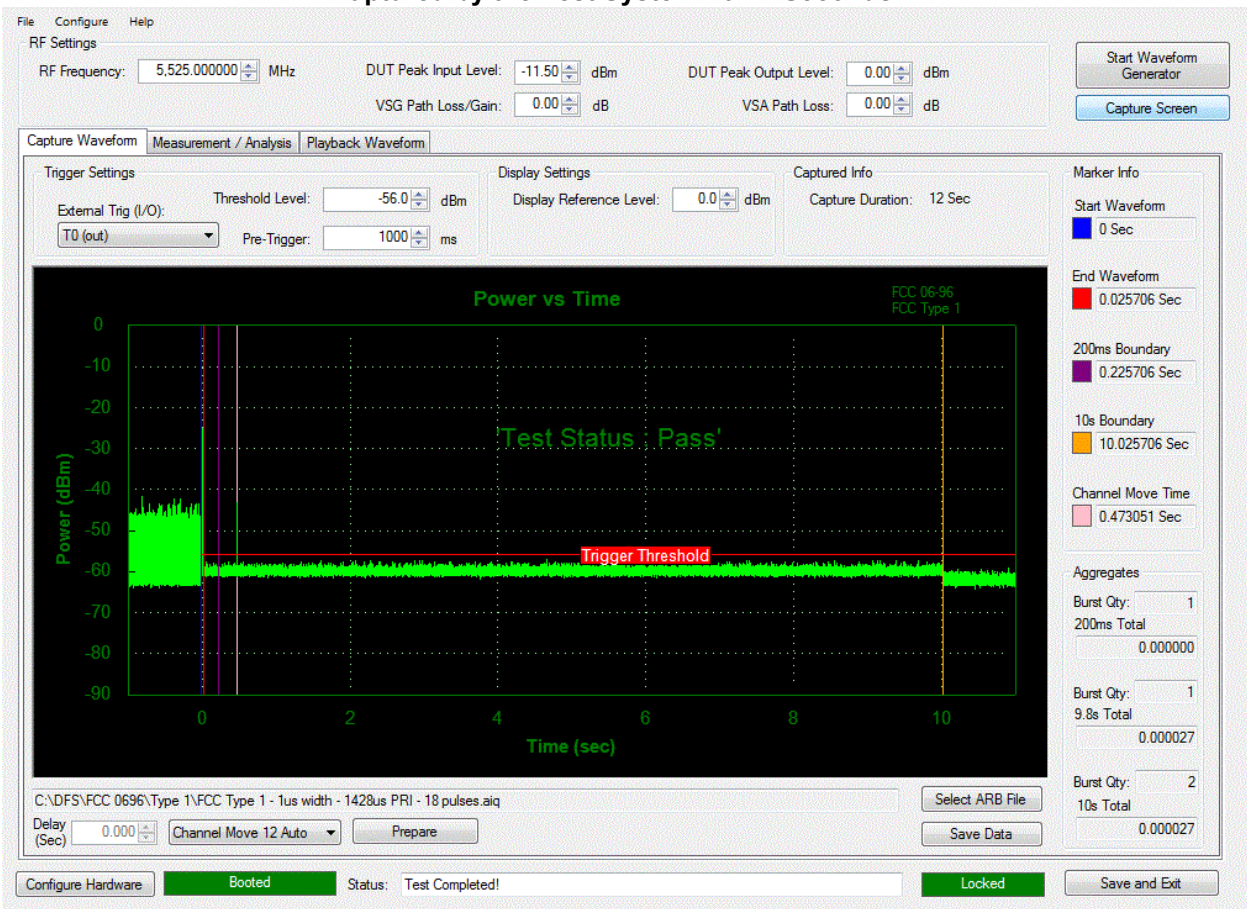 File Configure Help
RF Settings
RF Frequency: 5,525.000000 MHz DUT Peak Input Level: -11.50 dBm DUT Peak Output Level: 0.00 dBm
VSG Path Loss/Gain: 0.00 dB VSA Path Loss: 0.00 dB
Start Waveform
Generator
Capture Screen
Capture Waveform Measurement / Analysis Playback Waveform
Trigger Settings
Threshold Level: -56.0 dBm
External Trig (I/O):
T0 (out)
Pre-Trigger: 1000 ms
Display Settings
Display Reference Level: 0.0 dBm
Captured Info
Capture Duration: 12 Sec
Marker Info
Start Waveform
0 Sec
End Waveform
0.025706 Sec
200ms Boundary
0.225706 Sec
10s Boundary
10.025706 Sec
Channel Move Time
0.473051 Sec
Aggregates
Burst Qty: 1
200ms Total
0.000000
Burst Qty: 1
9.8s Total
0.000027
Burst Qty: 2
10s Total
0.000027
Power vs Time
FCC 06-96
FCC Type 1
0
-10
-20
-30
-40
-50
-60
-70
-80
-90
Power (dBm)
'Test Status : Pass'
Trigger Threshold
0 2 4 6 8 10
Time (sec)
C:\DFS\FCC 0696\Type 1\FCC Type 1 - 1us width - 1428us PRI - 18 pulses.aiq
Select ARB File
Delay
(Sec)
0.000 Channel Move 12 Auto Prepare
Save Data
Configure Hardware Booted Status: Test Completed! Locked Save and Exit